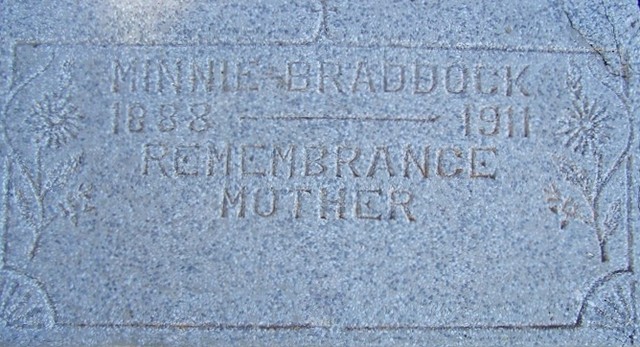 MINNIE BRADDOCK
1888 — 1911
REMEMBRANCE
MOTHER